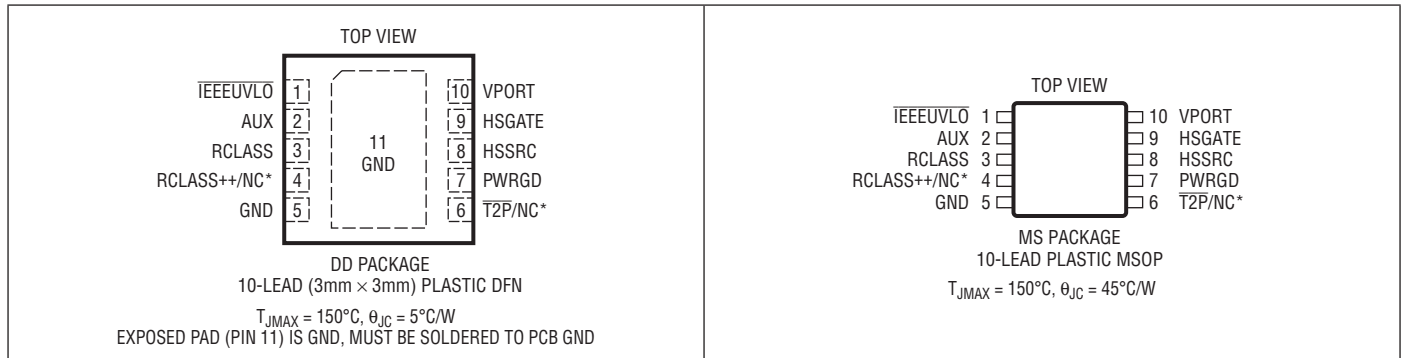 TOP VIEW
IEEEUVLO 1
AUX 2
RCLASS 3
RCLASS++/NC* 4
GND 5
11
GND
10 VPORT
9 HSGATE
8 HSSRC
7 PWRGD
6 T2P/NC*
DD PACKAGE
10-LEAD (3mm × 3mm) PLASTIC DFN
TJMAX = 150°C, θJC = 5°C/W
EXPOSED PAD (PIN 11) IS GND, MUST BE SOLDERED TO PCB GND
TOP VIEW
IEEEUVLO 1
AUX 2
RCLASS 3
RCLASS++/NC* 4
GND 5
10 VPORT
9 HSGATE
8 HSSRC
7 PWRGD
6 T2P/NC*
MS PACKAGE
10-LEAD PLASTIC MSOP
TJMAX = 150°C, θJC = 45°C/W